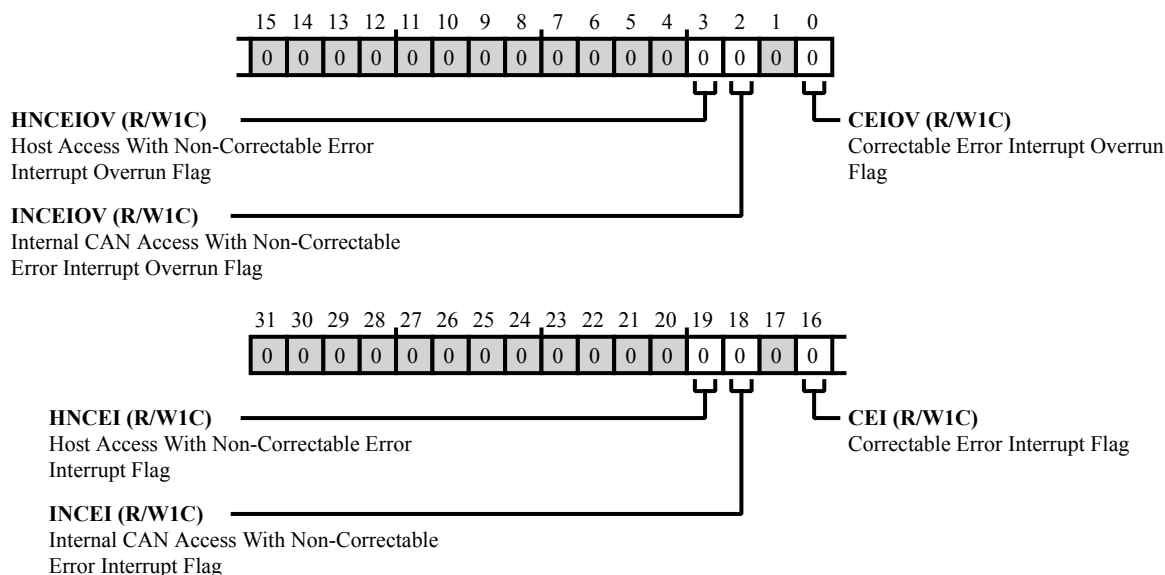 15 14 13 12 11 10 9 8 7 6 5 4 3 2 1 0
0 0 0 0 0 0 0 0 0 0 0 0 0 0 0 0
HNCEIOV (R/W1C)
Host Access With Non-Correctable Error
Interrupt Overrun Flag
CEIOV (R/W1C)
Correctable Error Interrupt Overrun
Flag
INCEIOV (R/W1C)
Internal CAN Access With Non-Correctable
Error Interrupt Overrun Flag
31 30 29 28 27 26 25 24 23 22 21 20 19 18 17 16
0 0 0 0 0 0 0 0 0 0 0 0 0 0 0 0
HNCEI (R/W1C)
Host Access With Non-Correctable Error
Interrupt Flag
CEI (R/W1C)
Correctable Error Interrupt Flag
INCEI (R/W1C)
Internal CAN Access With Non-Correctable
Error Interrupt Flag